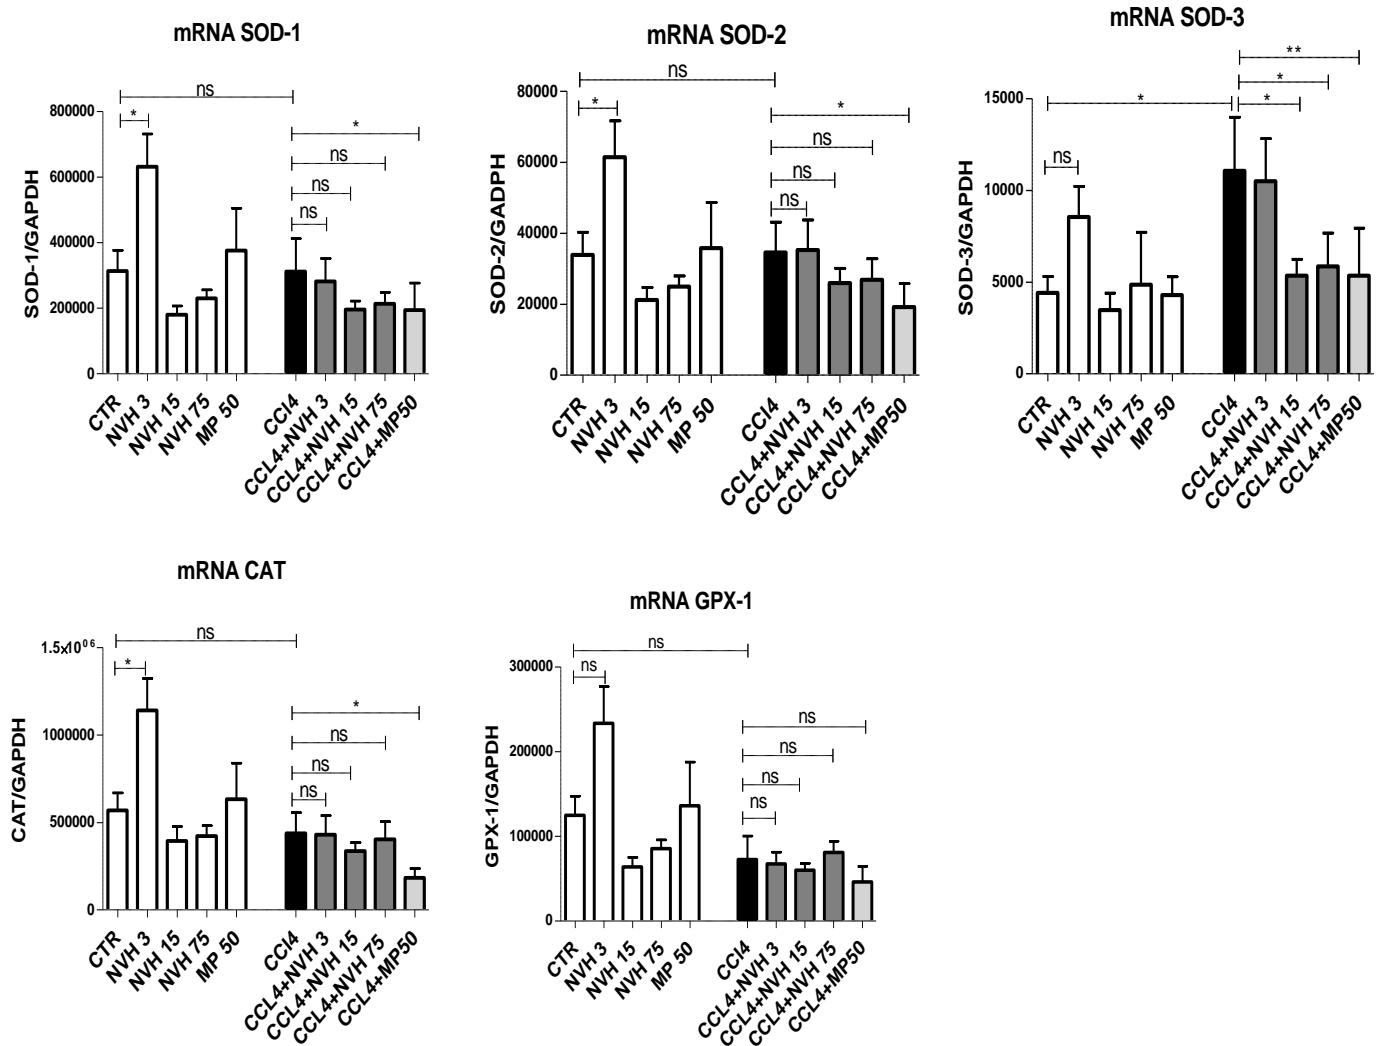 mRNA SOD-1
ns
*
*
ns
ns
ns
SOD-1/GAPDH
800000
600000
400000
200000
0
CTR
NVH 3
NVH 15
NVH 75
MP 50
CCl4
CCL4+NVH 3
CCL4+NVH 15
CCL4+NVH 75
CCL4+MP50
mRNA SOD-2
ns
*
*
ns
ns
ns
SOD-2/GADPH
80000
60000
40000
20000
0
CTR
NVH 3
NVH 15
NVH 75
MP 50
CCl4
CCL4+NVH 3
CCL4+NVH 15
CCL4+NVH 75
CCL4+MP50
mRNA SOD-3
**
*
*
*
ns
SOD-3/GAPDH
15000
10000
5000
0
CTR
NVH 3
NVH 15
NVH 75
MP 50
CCl4
CCL4+NVH 3
CCL4+NVH 15
CCL4+NVH 75
CCL4+MP50
mRNA CAT
ns
*
*
ns
ns
ns
CAT/GAPDH
1.5×10⁰⁶
1000000
500000
0
CTR
NVH 3
NVH 15
NVH 75
MP 50
CCl4
CCL4+NVH 3
CCL4+NVH 15
CCL4+NVH 75
CCL4+MP50
mRNA GPX-1
ns
ns
ns
ns
ns
ns
GPX-1/GAPDH
300000
200000
100000
0
CTR
NVH 3
NVH 15
NVH 75
MP 50
CCl4
CCL4+NVH 3
CCL4+NVH 15
CCL4+NVH 75
CCL4+MP50